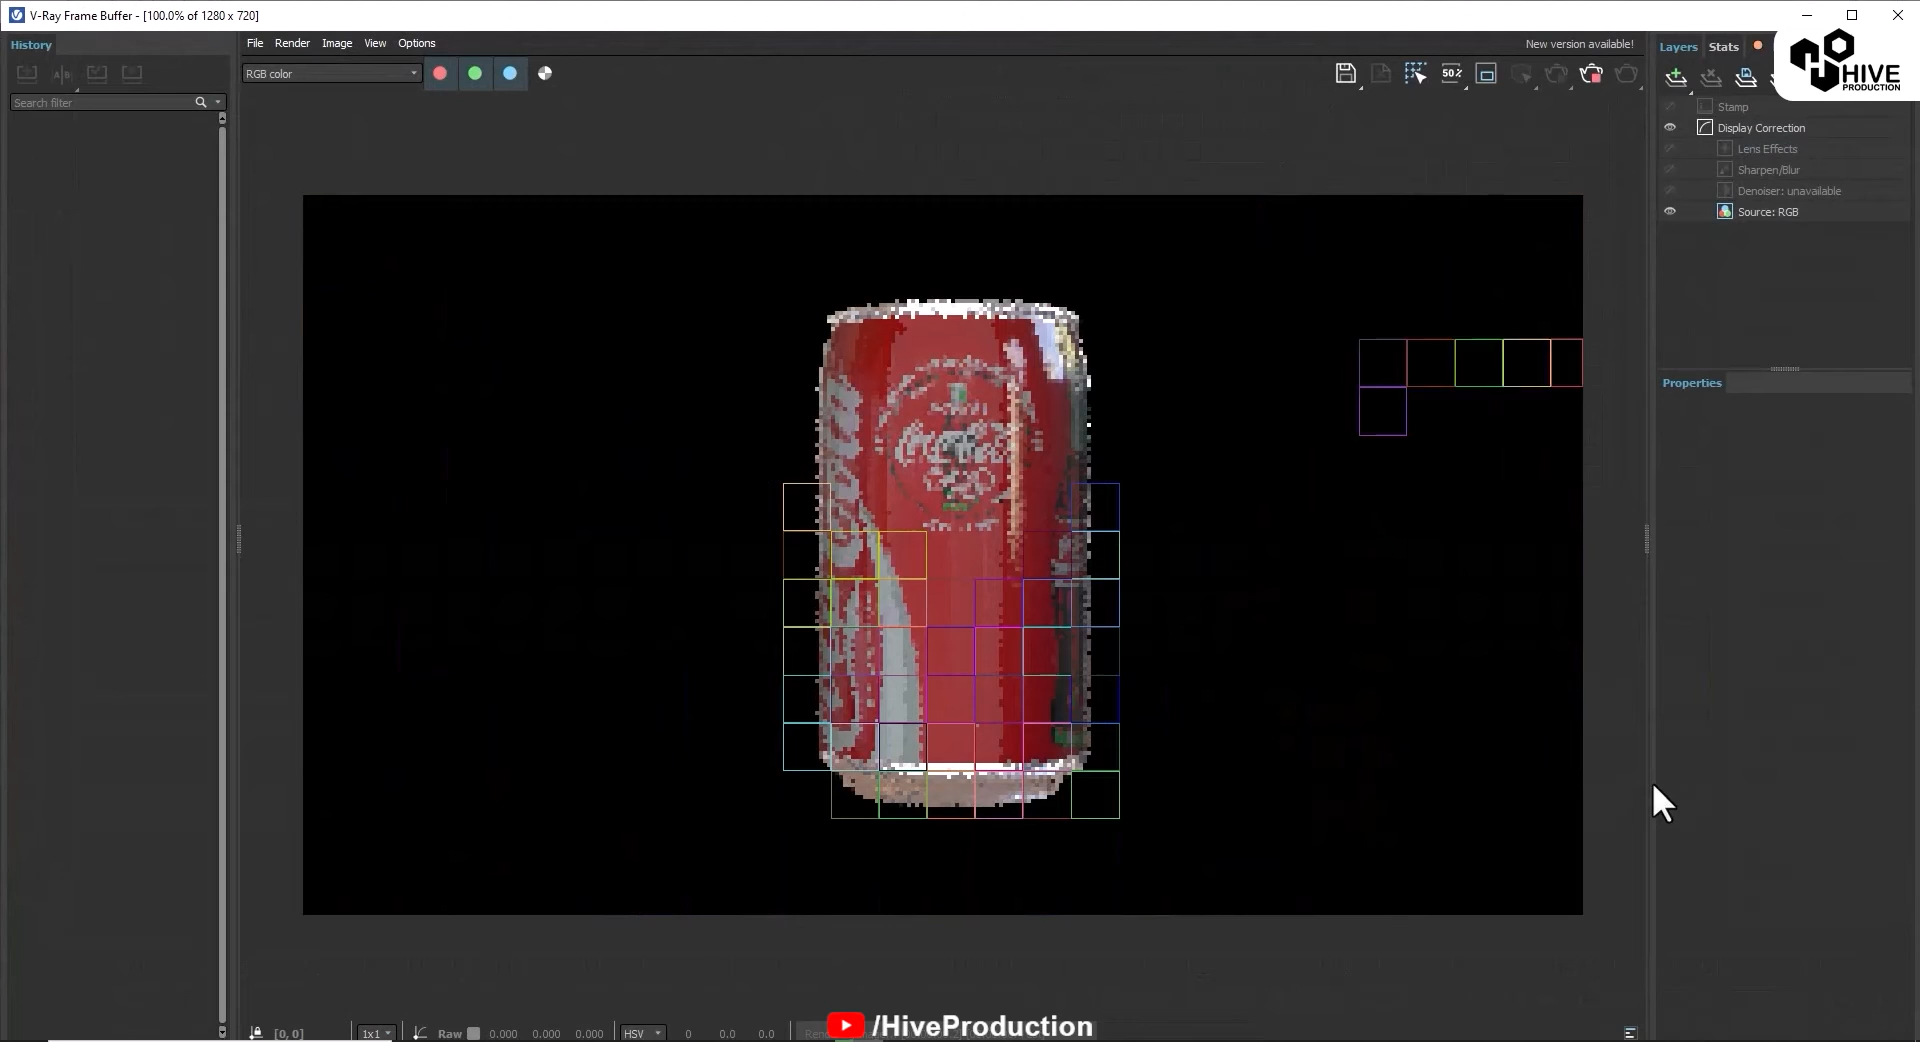 V-Ray Frame Buffer - [100.0% of 1280 x 720]
History
File Render Image View Options
New version available!
Layers Stats
HIVE
PRODUCTION
RGB color
50%
Search filter
Stamp
Display Correction
Lens Effects
Sharpen/Blur
Denoiser: unavailable
Source: RGB
Properties
[0, 0]
1x1
Raw
0.000 0.000 0.000
HSV
0 0.0 0.0
/HiveProduction